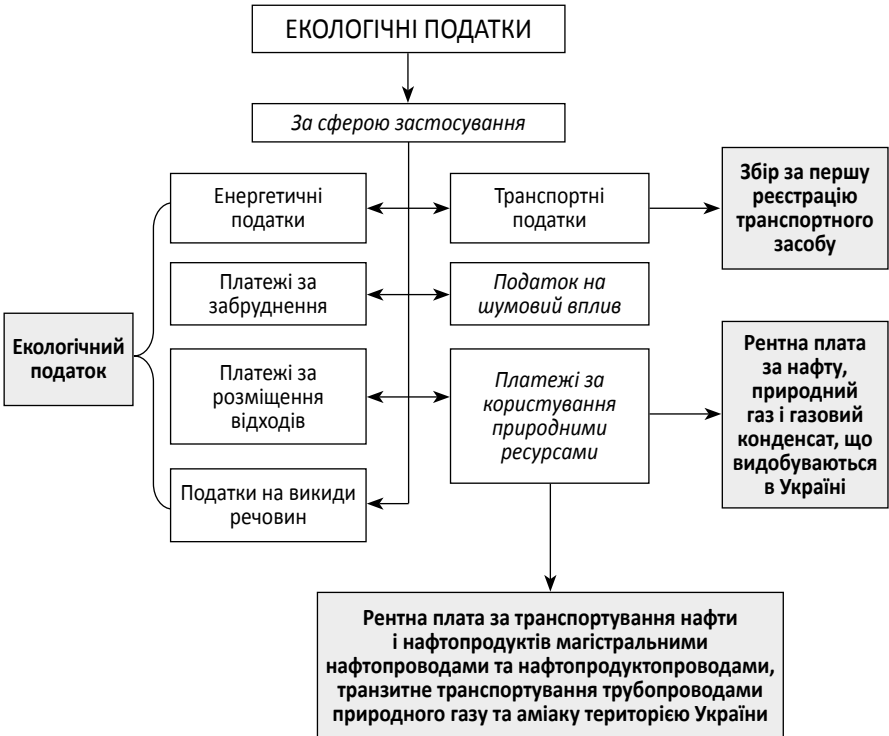 ЕКОЛОГІЧНІ ПОДАТКИ
За сферою застосування
Енергетичні
податки
Транспортні
податки
Збір за першу
реєстрацію
транспортного
засобу
Платежі за
забруднення
Податок на
шумовий вплив
Екологічний
податок
Платежі за
розміщення
відходів
Платежі за
користування
природними
ресурсами
Рентна плата
за нафту,
природний
газ і газовий
конденсат, що
видобуваються
в Україні
Податки на викиди
речовин
Рентна плата за транспортування нафти
і нафтопродуктів магістральними
нафтопроводами та нафтопродуктопроводами,
транзитне транспортування трубопроводами
природного газу та аміаку територією України